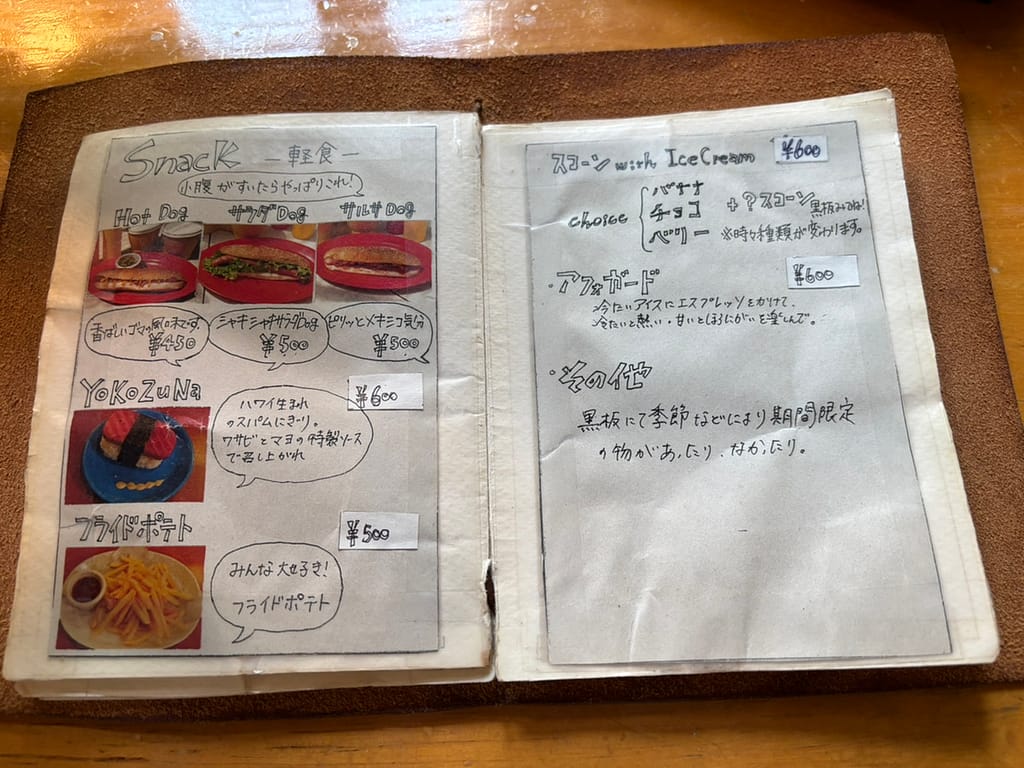 Snack －軽食－
小腹がすいたらやっぱりこれ!
Hot Dog
サラダDog
サルサDog
香ばしいゴマの風味です。
¥450
シャキシャキサラダDog
¥500
ピリッとメキシコ気分
¥500
YoKoZuNa
¥600
ハワイ生まれ
のスパムにぎり。
ワサビとマヨの特製ソース
で召し上がれ
フライドポテト
¥500
みんな大好き!
フライドポテト
スコーン with Ice Cream ¥600
choice
バナナ
チョコ
ベリー
+?スコーン
黒板みてね!
※時々種類が変わります。
・アフォガード
¥600
冷たいアイスにエスプレッソをかけて、
冷たいと熱い・甘いとほろにがいを楽しんで。
・その他
黒板にて季節などにより期間限定
の物があったり、なかったり。